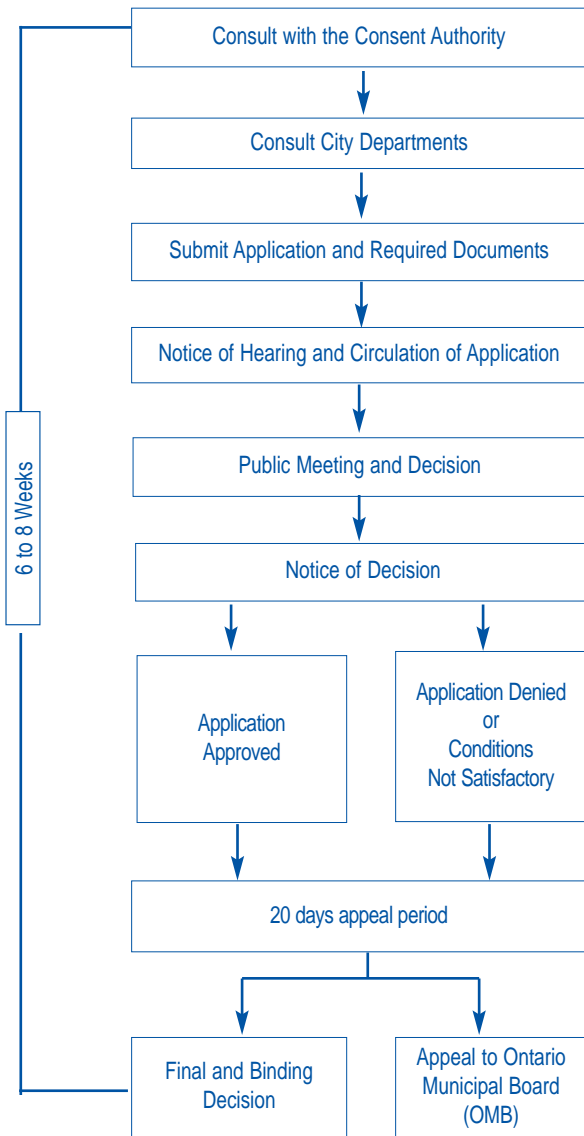 Consult with the Consent Authority
Consult City Departments
Submit Application and Required Documents
Notice of Hearing and Circulation of Application
Public Meeting and Decision
6 to 8 Weeks
Notice of Decision
Application
Approved
Application Denied
or
Conditions
Not Satisfactory
20 days appeal period
Final and Binding
Decision
Appeal to Ontario
Municipal Board
(OMB)